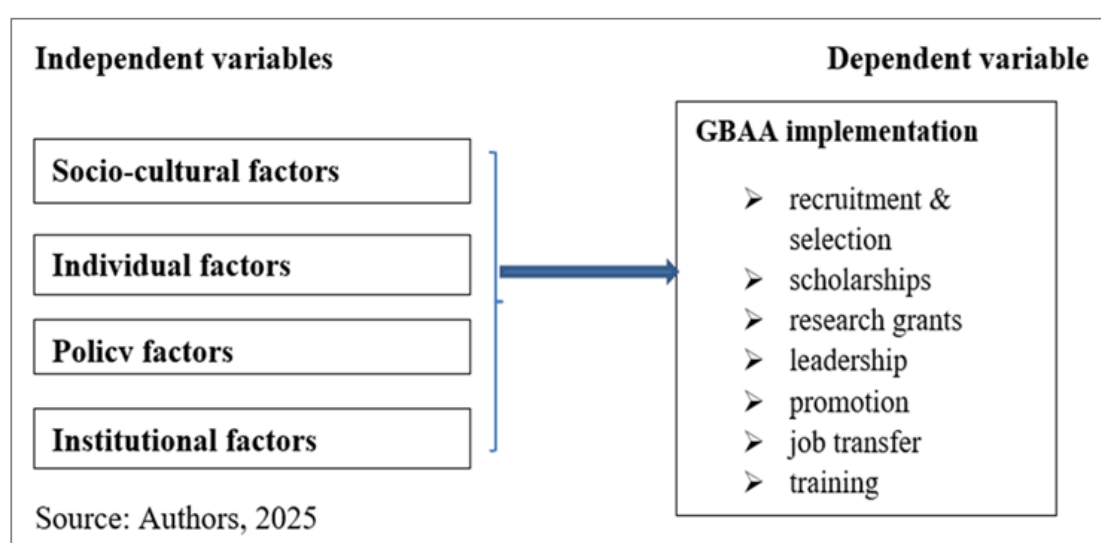 Independent variables
Dependent variable
Socio-cultural factors
Individual factors
Policv factors
Institutional factors
GBAA implementation
➢ recruitment &
selection
➢ scholarships
➢ research grants
➢ leadership
➢ promotion
➢ job transfer
➢ training
Source: Authors, 2025